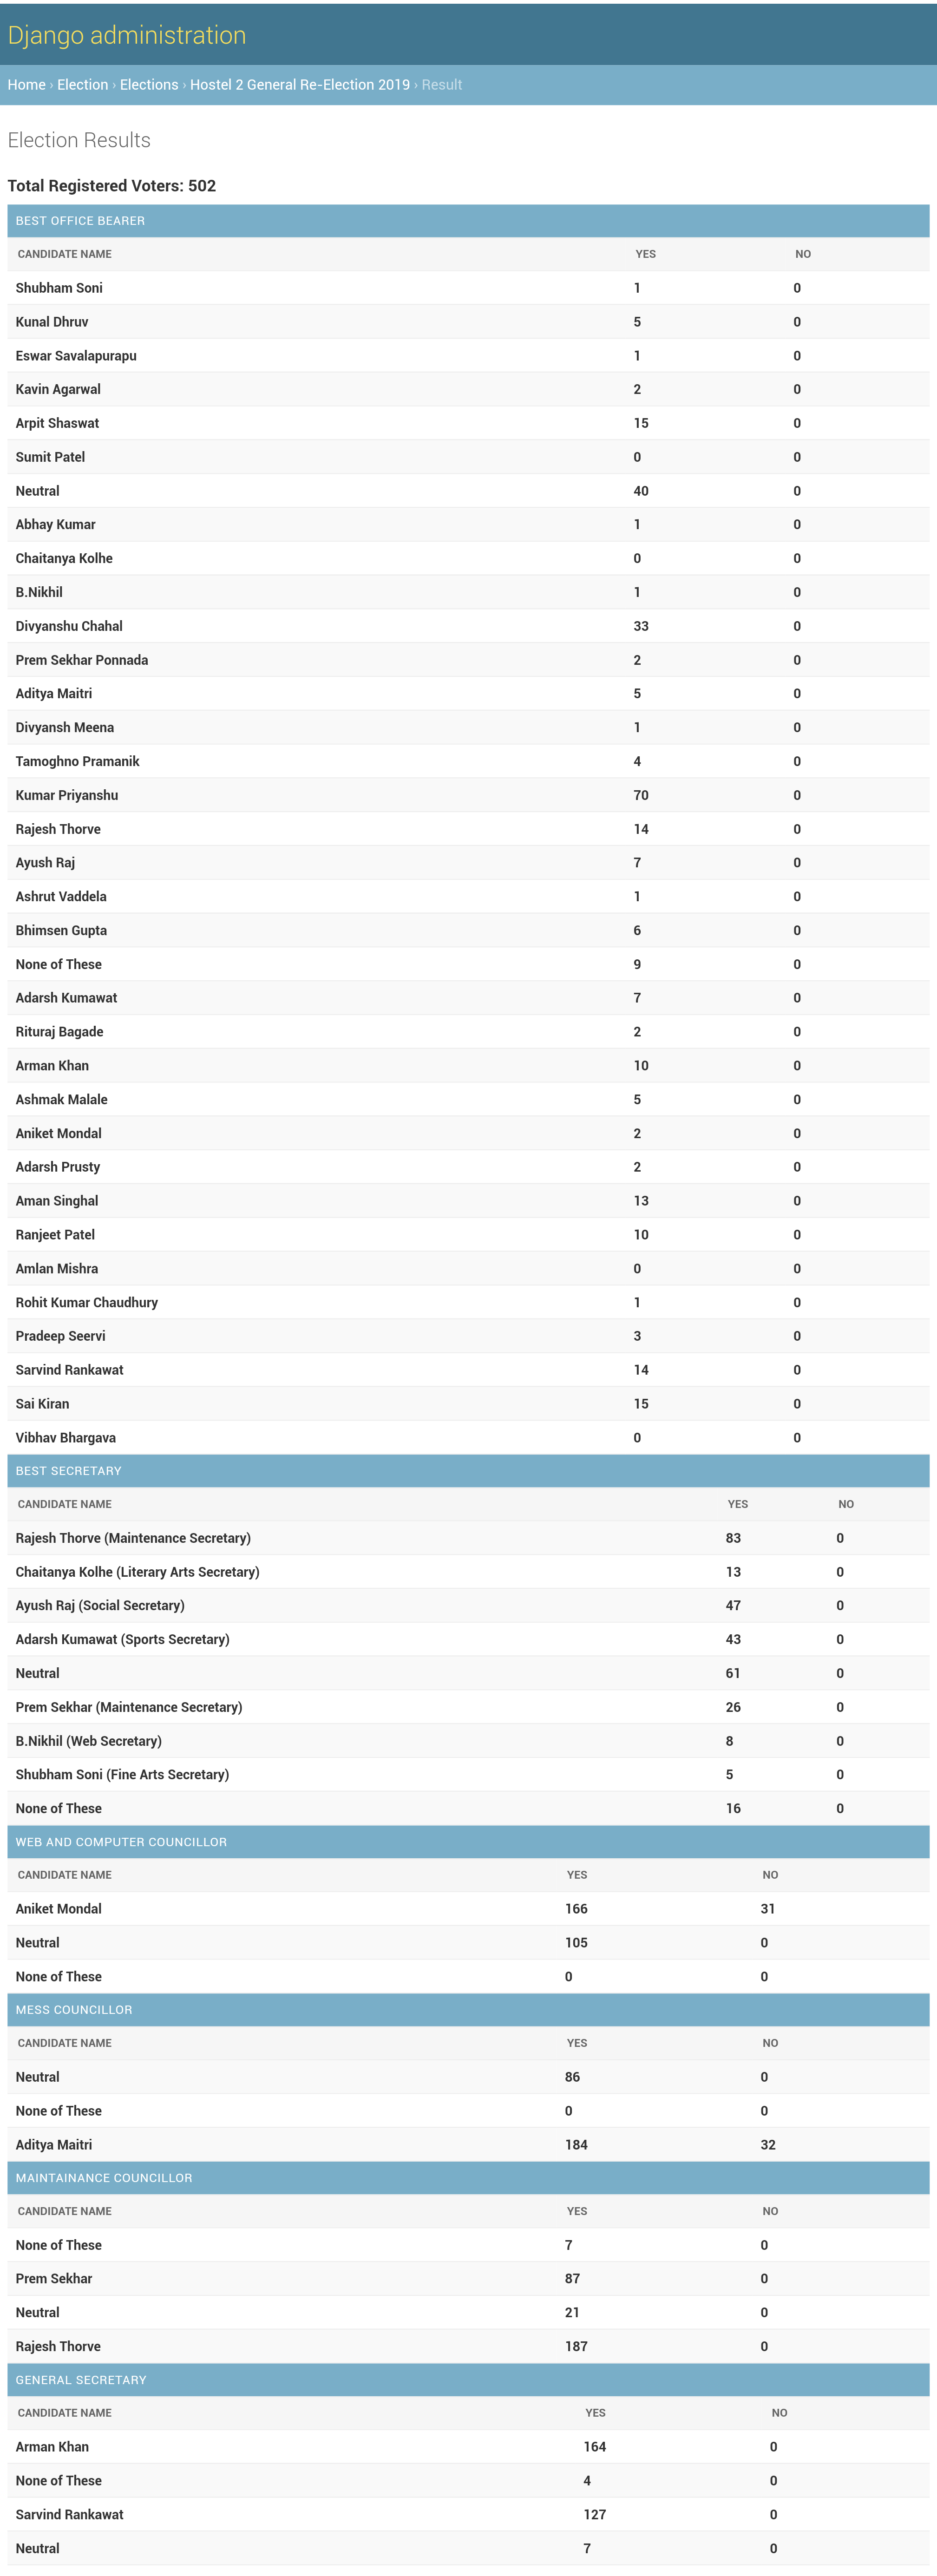 Django administration
Home › Election › Elections › Hostel 2 General Re-Election 2019 › Result
Election Results
Total Registered Voters: 502
BEST OFFICE BEARER
CANDIDATE NAME YES NO
Shubham Soni 1 0
Kunal Dhruv 5 0
Eswar Savalapurapu 1 0
Kavin Agarwal 2 0
Arpit Shaswat 15 0
Sumit Patel 0 0
Neutral 40 0
Abhay Kumar 1 0
Chaitanya Kolhe 0 0
B.Nikhil 1 0
Divyanshu Chahal 33 0
Prem Sekhar Ponnada 2 0
Aditya Maitri 5 0
Divyansh Meena 1 0
Tamoghno Pramanik 4 0
Kumar Priyanshu 70 0
Rajesh Thorve 14 0
Ayush Raj 7 0
Ashrut Vaddela 1 0
Bhimsen Gupta 6 0
None of These 9 0
Adarsh Kumawat 7 0
Rituraj Bagade 2 0
Arman Khan 10 0
Ashmak Malale 5 0
Aniket Mondal 2 0
Adarsh Prusty 2 0
Aman Singhal 13 0
Ranjeet Patel 10 0
Amlan Mishra 0 0
Rohit Kumar Chaudhury 1 0
Pradeep Seervi 3 0
Sarvind Rankawat 14 0
Sai Kiran 15 0
Vibhav Bhargava 0 0
BEST SECRETARY
CANDIDATE NAME YES NO
Rajesh Thorve (Maintenance Secretary) 83 0
Chaitanya Kolhe (Literary Arts Secretary) 13 0
Ayush Raj (Social Secretary) 47 0
Adarsh Kumawat (Sports Secretary) 43 0
Neutral 61 0
Prem Sekhar (Maintenance Secretary) 26 0
B.Nikhil (Web Secretary) 8 0
Shubham Soni (Fine Arts Secretary) 5 0
None of These 16 0
WEB AND COMPUTER COUNCILLOR
CANDIDATE NAME YES NO
Aniket Mondal 166 31
Neutral 105 0
None of These 0 0
MESS COUNCILLOR
CANDIDATE NAME YES NO
Neutral 86 0
None of These 0 0
Aditya Maitri 184 32
MAINTAINANCE COUNCILLOR
CANDIDATE NAME YES NO
None of These 7 0
Prem Sekhar 87 0
Neutral 21 0
Rajesh Thorve 187 0
GENERAL SECRETARY
CANDIDATE NAME YES NO
Arman Khan 164 0
None of These 4 0
Sarvind Rankawat 127 0
Neutral 7 0